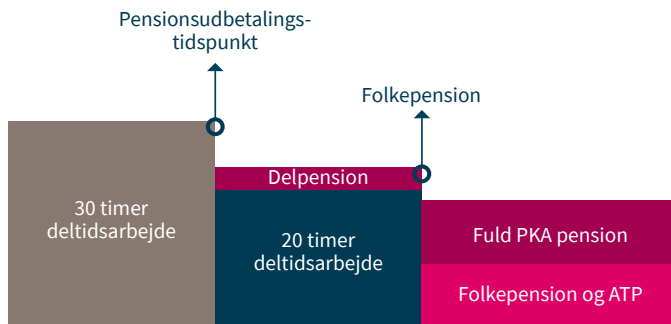 Pensionsudbetalings-
tidspunkt
Folkepension
30 timer
deltidsarbejde
Delpension
20 timer
deltidsarbejde
Fuld PKA pension
Folkepension og ATP